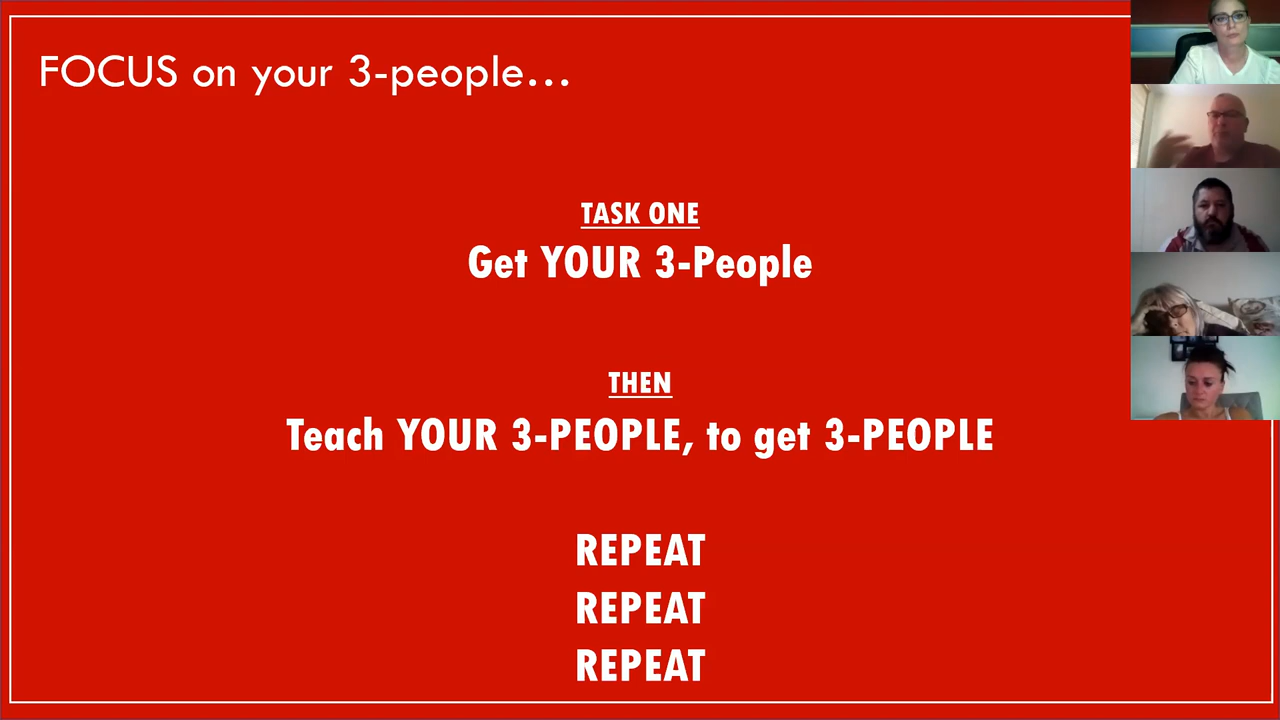 FOCUS on your 3-people…
TASK ONE
Get YOUR 3-People
THEN
Teach YOUR 3-PEOPLE, to get 3-PEOPLE
REPEAT
REPEAT
REPEAT